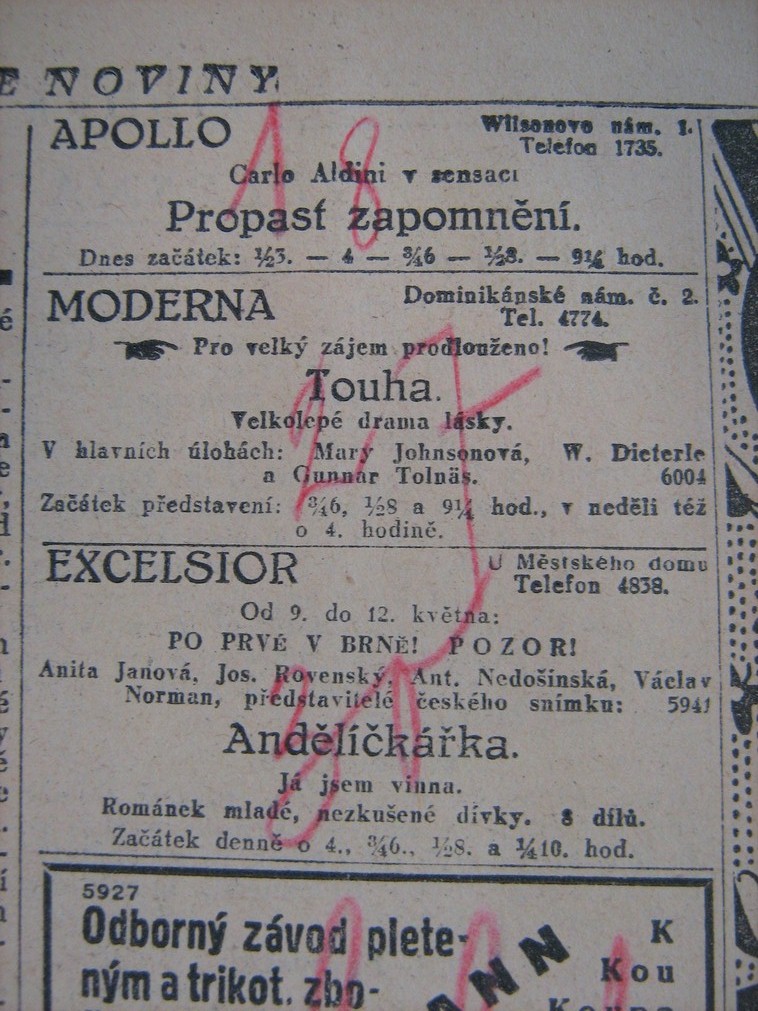 E NOVINY
APOLLO
Wilsonovo nám. 1.
Telefon 1735.
Carlo Aldini v sensaci
Propast zapomnění.
Dnes začátek: ½3. — 4 — ¾6 — ½8. — 9¼ hod.
MODERNA
Dominikánské nám. č. 2.
Tel. 4774.
Pro velký zájem prodlouženo!
Touha.
Velkolepé drama lásky.
V hlavních úlohách: Mary Johnsonová, W. Dieterle
a Gunnar Tolnäs. 6004
Začátek představení: ¾6, ½8 a 9¼ hod., v neděli též
o 4. hodině.
EXCELSIOR
U Městského domu
Telefon 4838.
Od 9. do 12. května:
PO PRVÉ V BRNĚ! POZOR!
Anita Janová, Jos. Rovenský, Ant. Nedošinská, Václav
Norman, představitelé českého snímku: 5941
Andělíčkářka.
Já jsem vinna.
Románek mladé, nezkušené dívky. 8 dílů.
Začátek denně o 4., ¾6., ½8. a ¼10. hod.
5927
Odborný závod plete-
ným a trikot. zbo-
ANN
K
Kou